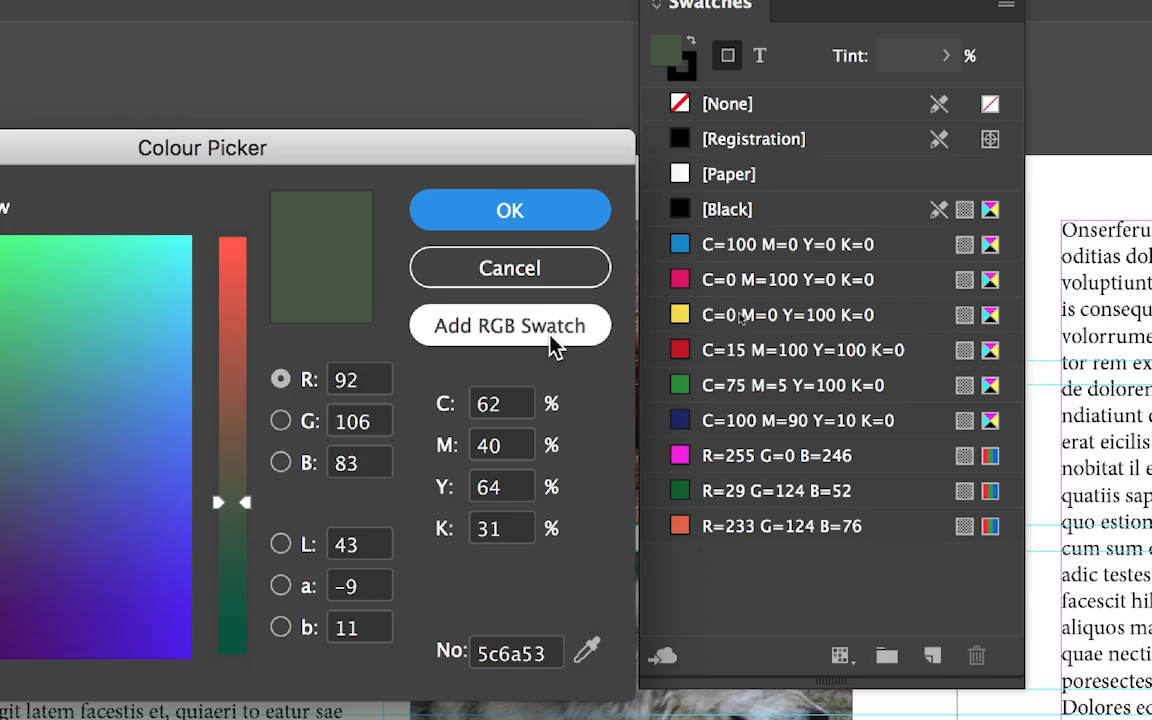 Swatches
Tint: %
[None]
[Registration]
[Paper]
[Black]
C=100 M=0 Y=0 K=0
C=0 M=100 Y=0 K=0
C=0 M=0 Y=100 K=0
C=15 M=100 Y=100 K=0
C=75 M=5 Y=100 K=0
C=100 M=90 Y=10 K=0
R=255 G=0 B=246
R=29 G=124 B=52
R=233 G=124 B=76
Colour Picker
w
OK
Cancel
Add RGB Swatch
R: 92
G: 106
B: 83
L: 43
a: -9
b: 11
C: 62 %
M: 40 %
Y: 64 %
K: 31 %
No: 5c6a53
T
Onserferu
oditias dol
voluptiunt
is consequ
volorrume
tor rem ex
de dolorer
ndiatiunt
erat eicilis
nobitat il e
quatiis sap
quo estion
cum sum
adic testes
facescit hil
aliquos ma
quae necti
poresectes
Dolores ec
git latem facestis et, quiaeri to eatur sae